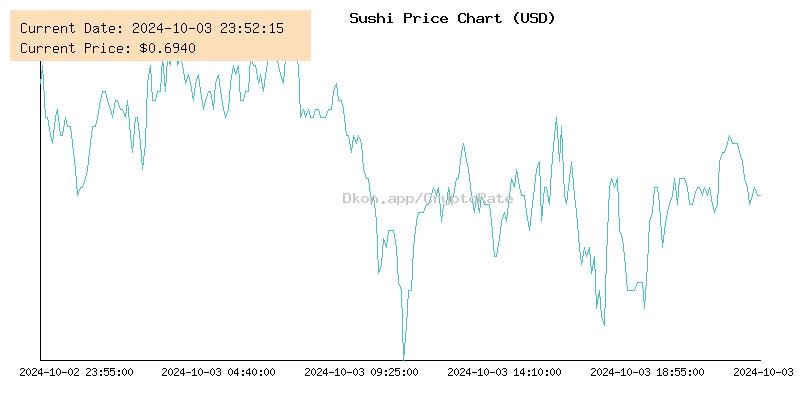 Sushi Price Chart (USD)
Current Date: 2024-10-03 23:52:15
Current Price: $0.6940
Dkon.app/CryptoRate
2024-10-02 23:55:00 2024-10-03 04:40:00 2024-10-03 09:25:00 2024-10-03 14:10:00 2024-10-03 18:55:00 2024-10-03